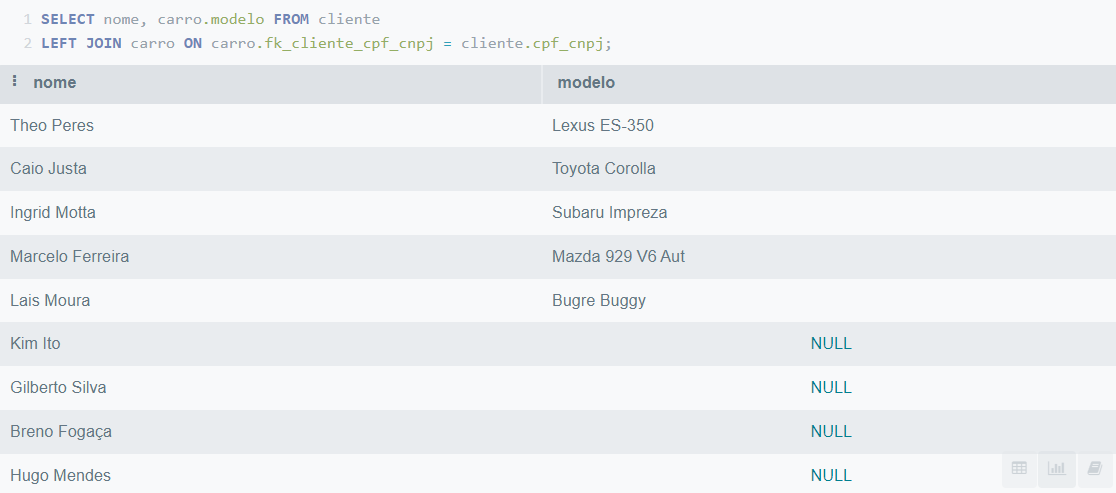 1 SELECT nome, carro.modelo FROM cliente
2 LEFT JOIN carro ON carro.fk_cliente_cpf_cnpj = cliente.cpf_cnpj;
nome modelo
Theo Peres Lexus ES-350
Caio Justa Toyota Corolla
Ingrid Motta Subaru Impreza
Marcelo Ferreira Mazda 929 V6 Aut
Lais Moura Bugre Buggy
Kim Ito NULL
Gilberto Silva NULL
Breno Fogaça NULL
Hugo Mendes NULL